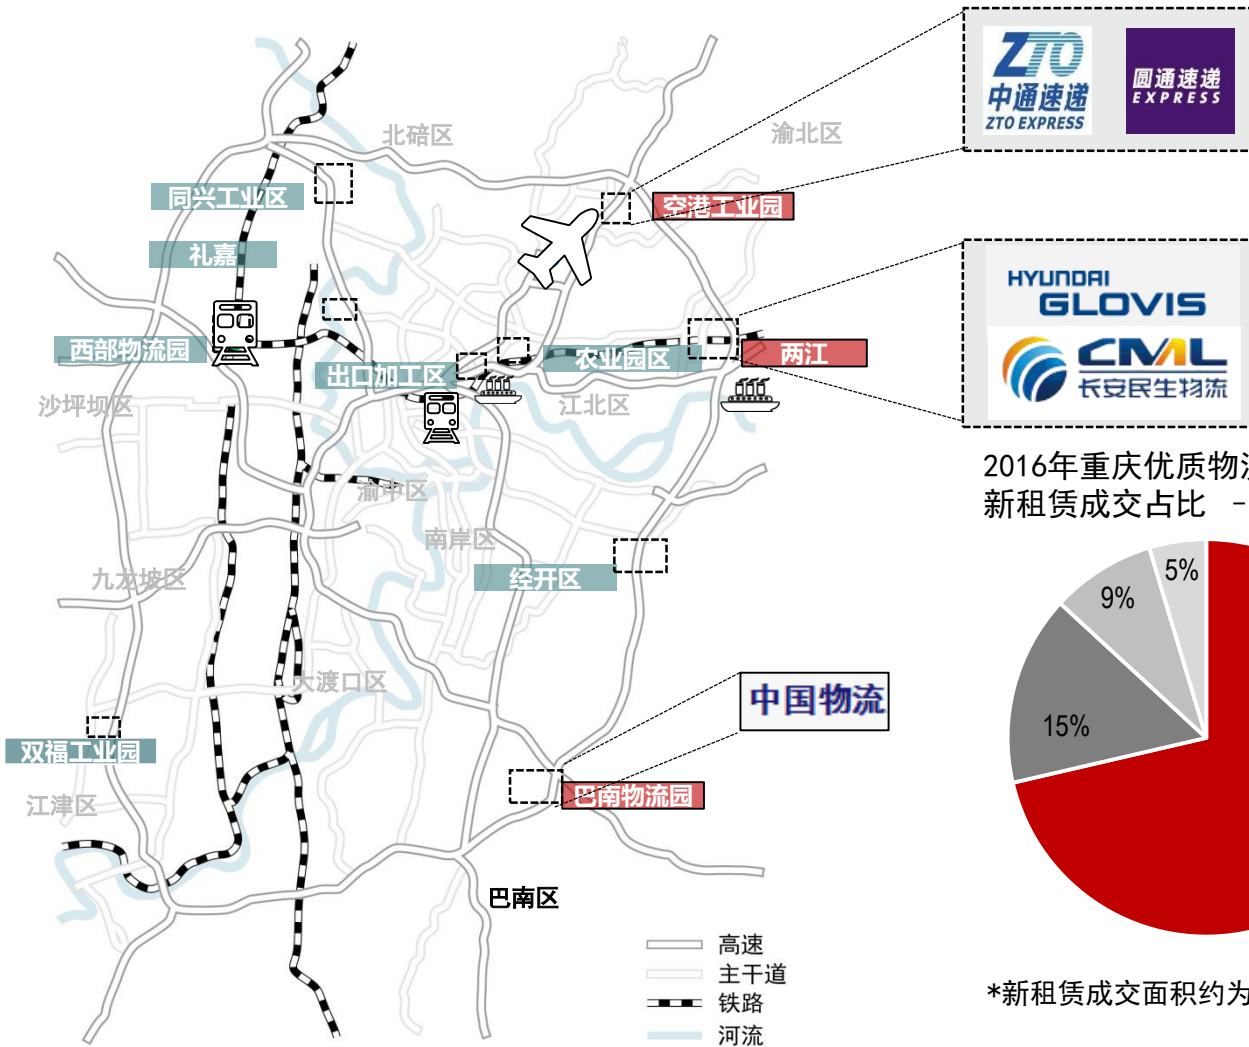 ZTO
中通速递
ZTO EXPRESS
圆通速递
EXPRESS
北碚区
渝北区
同兴工业区
空港工业园
礼嘉
HYUNDAI
GLOVIS
西部物流园
出口加工区
农业园区
两江
CMAL
长安民生物流
沙坪坝区
江北区
2016年重庆优质物
新租赁成交占比 -
渝中区
南岸区
九龙坡区
经开区
5%
9%
15%
大渡口区
中国物流
双福工业园
江津区
巴南物流园
巴南区
高速
主干道
铁路
河流
*新租赁成交面积约为